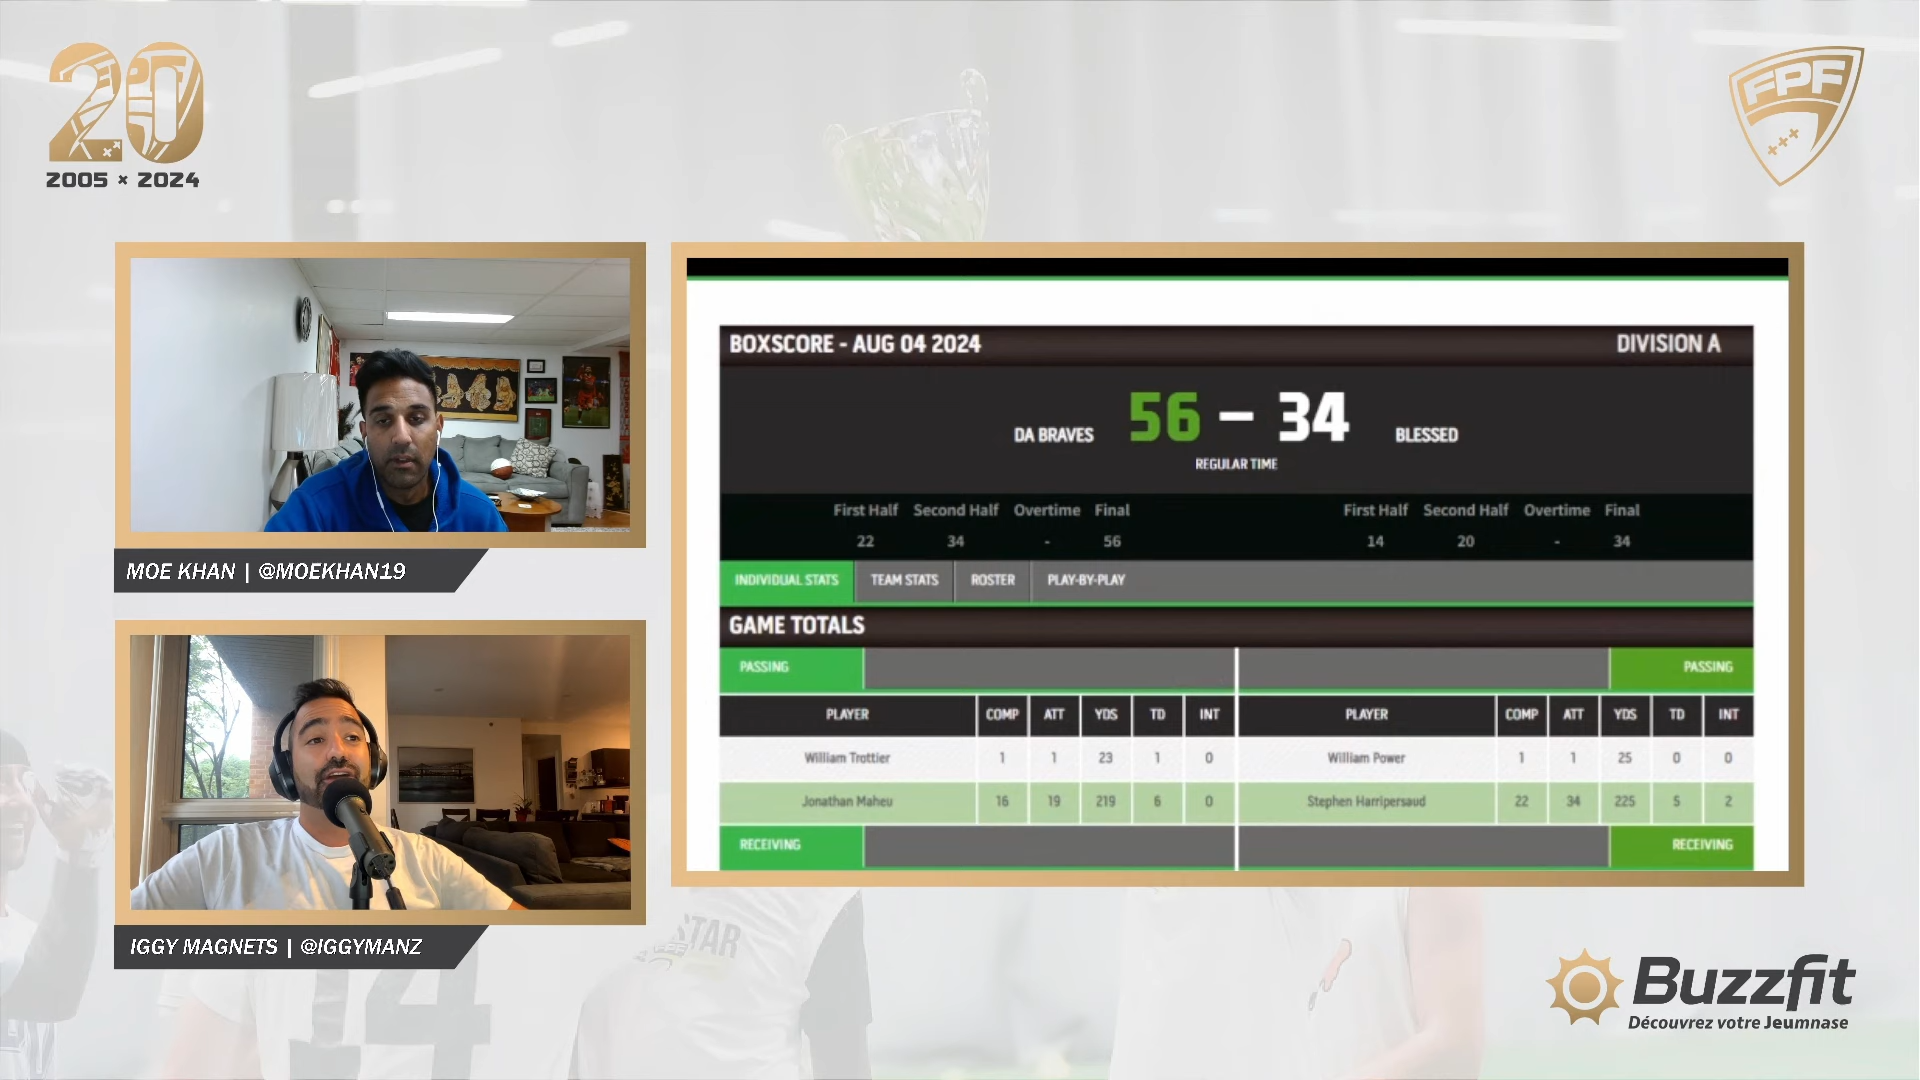 20
2005 × 2024
FPF
MOE KHAN | @MOEKHAN19
IGGY MAGNETS | @IGGYMANZ
BOXSCORE - AUG 04 2024 DIVISION A
DA BRAVES 56 – 34 BLESSED
REGULAR TIME
First Half Second Half Overtime Final First Half Second Half Overtime Final
22 34 - 56 14 20 - 34
INDIVIDUAL STATS TEAM STATS ROSTER PLAY-BY-PLAY
GAME TOTALS
PASSING PASSING
PLAYER COMP ATT YDS TD INT PLAYER COMP ATT YDS TD INT
William Trottier 1 1 23 1 0 William Power 1 1 25 0 0
Jonathan Maheu 16 19 219 6 0 Stephen Harripersaud 22 34 225 5 2
RECEIVING RECEIVING
STAR
14
Buzzfit
Découvrez votre Jeumnase